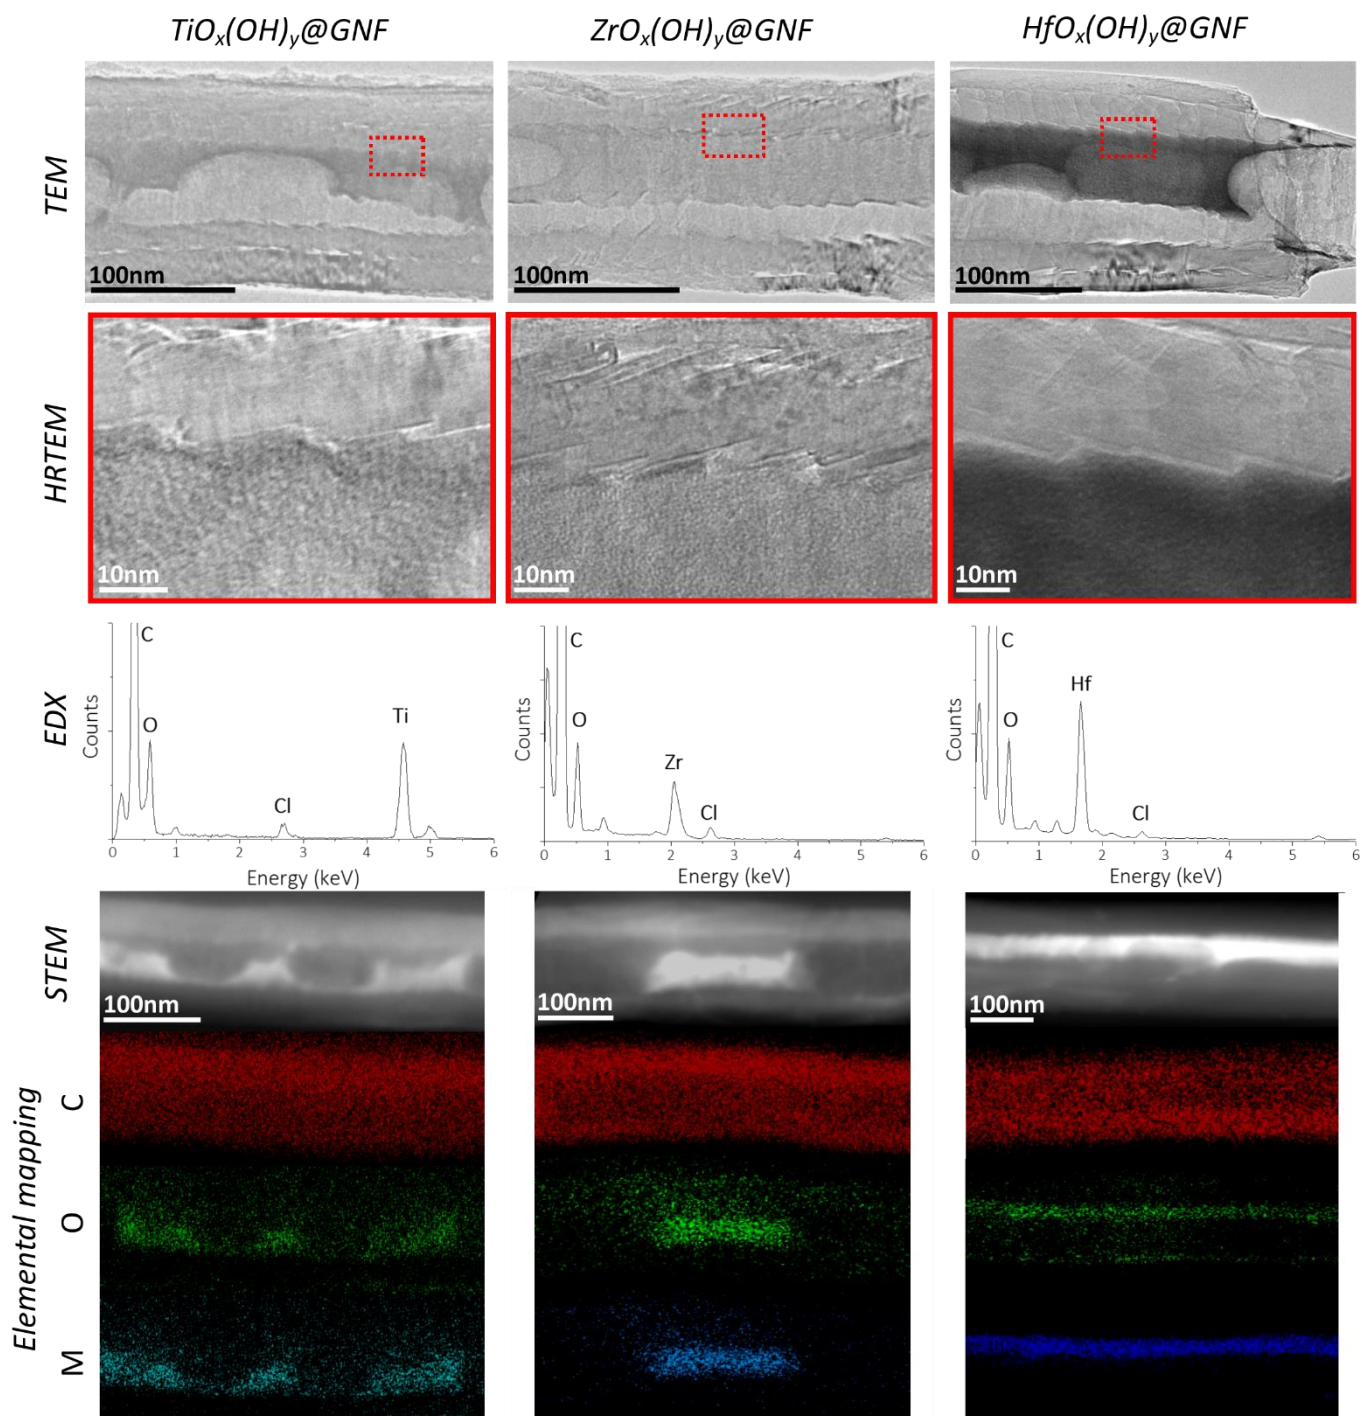 TiOₓ(OH)ᵧ@GNF
ZrOₓ(OH)ᵧ@GNF
HfOₓ(OH)ᵧ@GNF
TEM
100nm
100nm
100nm
HRTEM
10nm
10nm
10nm
EDX
Counts
C
O
Cl
Ti
0 1 2 3 4 5 6
Energy (keV)
Counts
C
O
Zr
Cl
0 1 2 3 4 5 6
Energy (keV)
Counts
C
O
Hf
Cl
0 1 2 3 4 5 6
Energy (keV)
STEM
100nm
100nm
100nm
Elemental mapping
C
O
M